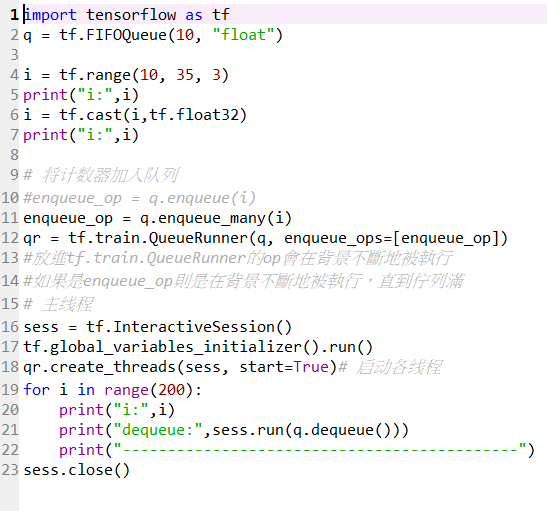 1 import tensorflow as tf
2 q = tf.FIFOQueue(10, "float")
3
4 i = tf.range(10, 35, 3)
5 print("i:",i)
6 i = tf.cast(i,tf.float32)
7 print("i:",i)
8
9 # 将计数器加入队列
10 #enqueue_op = q.enqueue(i)
11 enqueue_op = q.enqueue_many(i)
12 qr = tf.train.QueueRunner(q, enqueue_ops=[enqueue_op])
13 #放進tf.train.QueueRunner的op會在背景不斷地被執行
14 #如果是enqueue_op則是在背景不斷地被執行，直到佇列滿
15 # 主线程
16 sess = tf.InteractiveSession()
17 tf.global_variables_initializer().run()
18 qr.create_threads(sess, start=True)# 启动各线程
19 for i in range(200):
20     print("i:",i)
21     print("dequeue:",sess.run(q.dequeue()))
22     print("--------------------------------------------")
23 sess.close()